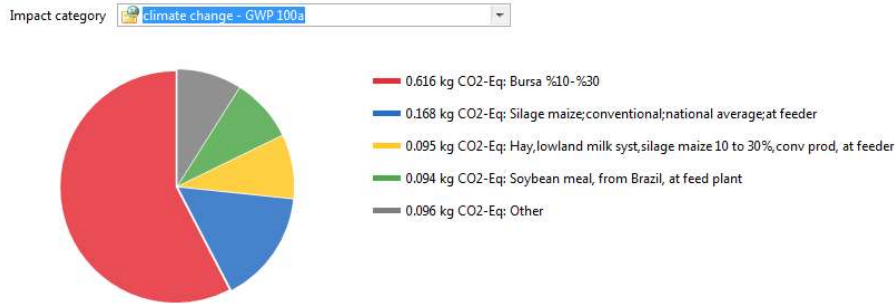 Impact category climate change - GWP 100a
0.616 kg CO2-Eq: Bursa %10-%30
0.168 kg CO2-Eq: Silage maize;conventional;national average;at feeder
0.095 kg CO2-Eq: Hay,lowland milk syst,silage maize 10 to 30%,conv prod, at feeder
0.094 kg CO2-Eq: Soybean meal, from Brazil, at feed plant
0.096 kg CO2-Eq: Other